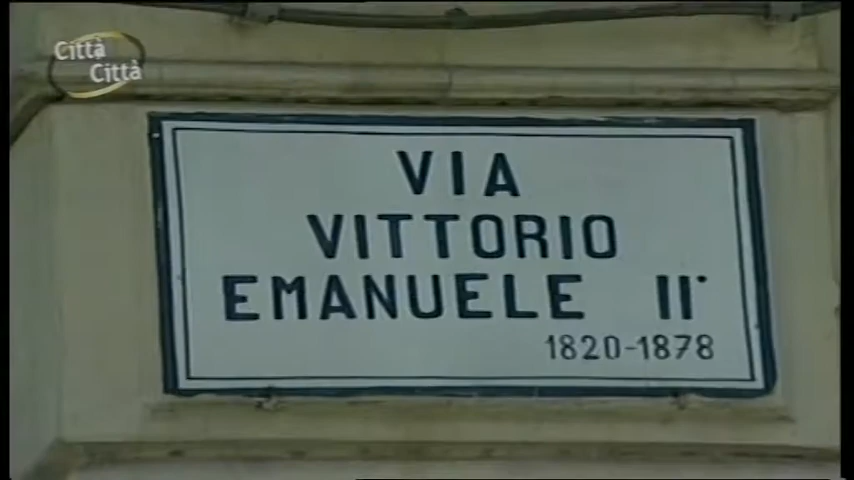 Città
Città
VIA
VITTORIO
EMANUELE II°
1820-1878